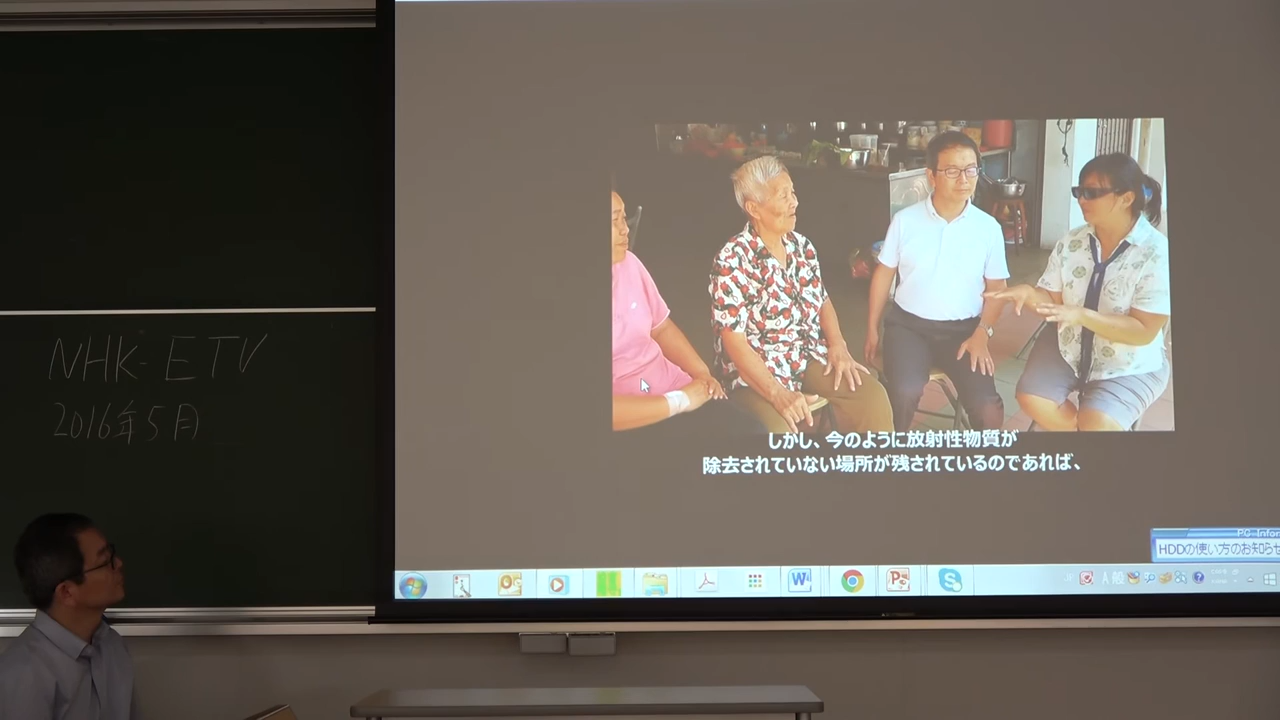 NHK-ETV
2016年5月
しかし、今のように放射性物質が
除去されていない場所が残されているのであれば、
PC Infor
HDDの使い方のお知らせ
A 般